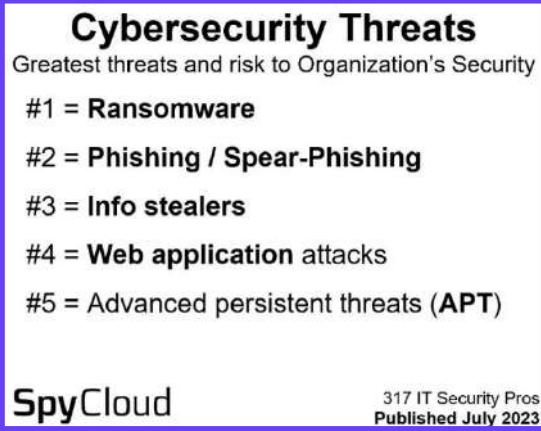 Cybersecurity Threats
Greatest threats and risk to Organization's Security
#1 = Ransomware
#2 = Phishing / Spear-Phishing
#3 = Info stealers
#4 = Web application attacks
#5 = Advanced persistent threats (APT)
SpyCloud
317 IT Security Pros
Published July 2023